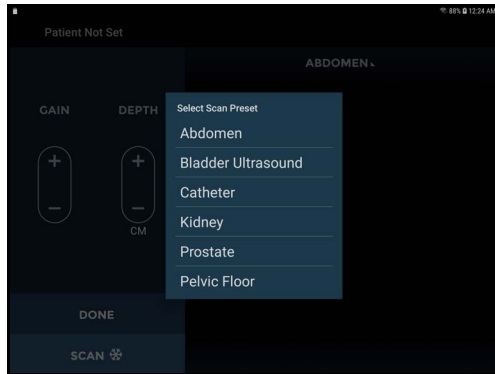 88% 12:24 AM
Patient Not Set
ABDOMEN
GAIN
DEPTH
Select Scan Preset
Abdomen
Bladder Ultrasound
Catheter
Kidney
Prostate
Pelvic Floor
+
+
−
−
CM
DONE
SCAN